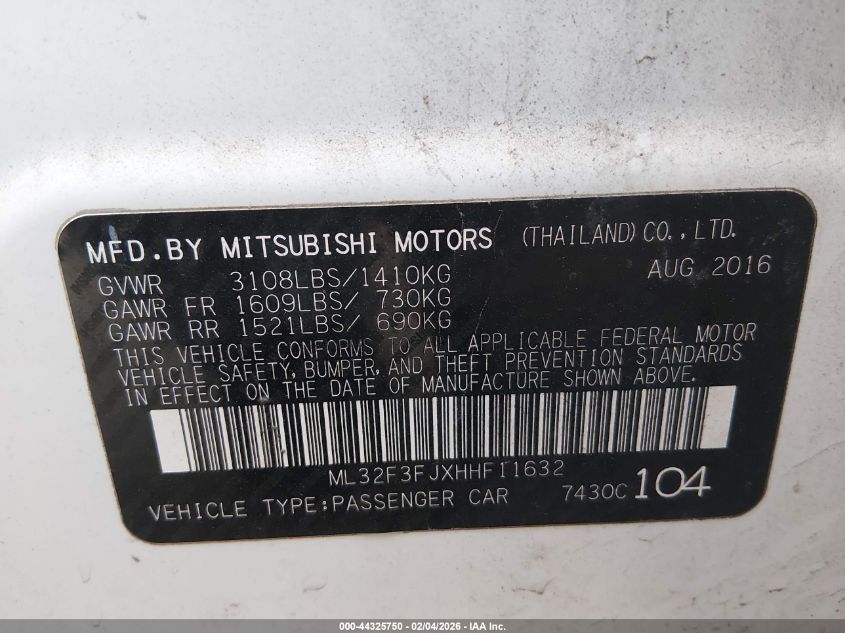 MFD.BY MITSUBISHI MOTORS (THAILAND) CO.,LTD.
GVWR 3108LBS/1410KG AUG 2016
GAWR FR 1609LBS/ 730KG
GAWR RR 1521LBS/ 690KG
THIS VEHICLE CONFORMS TO ALL APPLICABLE FEDERAL MOTOR
VEHICLE SAFETY, BUMPER, AND THEFT PREVENTION STANDARDS
IN EFFECT ON THE DATE OF MANUFACTURE SHOWN ABOVE.
ML32F3FJXHHF11632
VEHICLE TYPE:PASSENGER CAR 7430C 104
000-44325750 — 02/04/2026 — IAA Inc.